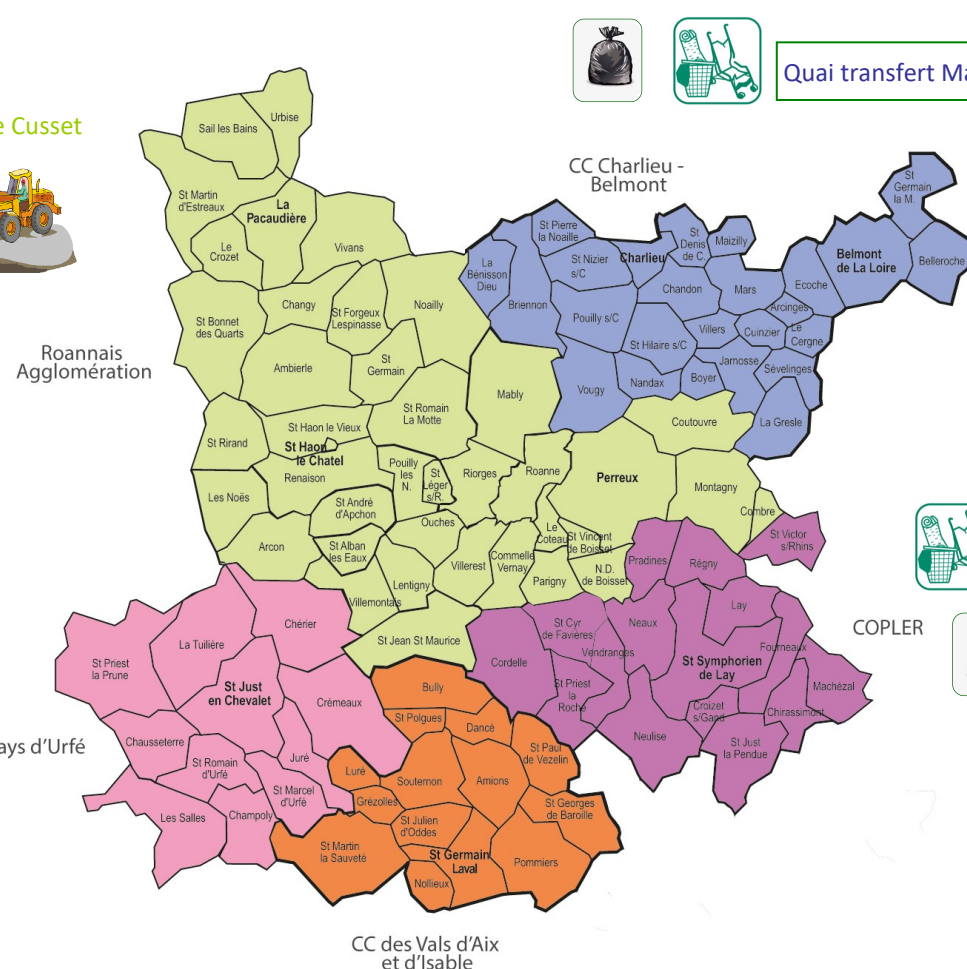 Quai transfert Ma
e Cusset
CC Charlieu -
Belmont
Roannais
Agglomération
COPLER
ays d'Urfé
CC des Vals d'Aix
et d'Isable
Urbise
Sail les Bains
St Martin
d'Estreaux
La
Pacaudière
Le
Crozet
Vivans
Changy
St Forgeux
Lespinasse
Noailly
St Bonnet
des Quarts
Ambierle
St
Germain
Mably
St Romain
La Motte
St Haon le Vieux
St Rirand
St Haon
le Chatel
Renaison
Pouilly
les
N.
St
Léger
s/R.
Riorges
Roanne
Perreux
Coutouvre
Montagny
Combre
Les Noës
St André
d'Apchon
Ouches
Arcon
St Alban
les Eaux
Lentigny
Villerest
Commelle
Vernay
Le
Coteau
St Vincent
de Boisset
N.D.
de Boisset
Parigny
Villemontais
St Jean St Maurice
St
Germain
la M.
Belmont
de La Loire
Belleroche
St Pierre
la Noaille
St
Denis
de C.
Maizilly
La
Bénisson
Dieu
St Nizier
s/C
Charlieu
Chandon
Mars
Ecoche
Briennon
Pouilly s/C
Arcinges
Villers
Cuinzier
Le
Cergne
St Hilaire s/C
Jarnosse
Sévelinges
Vougy
Nandax
Boyer
La Gresle
St Victor
s/Rhins
Pradines
Régny
Lay
St Cyr
de Favières
Neaux
Vendranges
Fourneaux
Cordelle
St Symphorien
de Lay
St Priest
la
Roche
Machézal
Croizet
s/Gand
Chirassimont
Neulise
St Just
la Pendue
Chérier
La Tuilière
St Priest
la Prune
St Just
en Chevalet
Crémeaux
Chausseterre
Juré
St Romain
d'Urfé
St Marcel
d'Urfé
Les Salles
Champoly
Bully
St Polgues
Dancé
St Paul
de Vezelin
Luré
Souternon
Amions
Grézolles
St Georges
de Baroille
St Julien
d'Oddes
St Martin
la Sauveté
St Germain
Laval
Pommiers
Nollieux